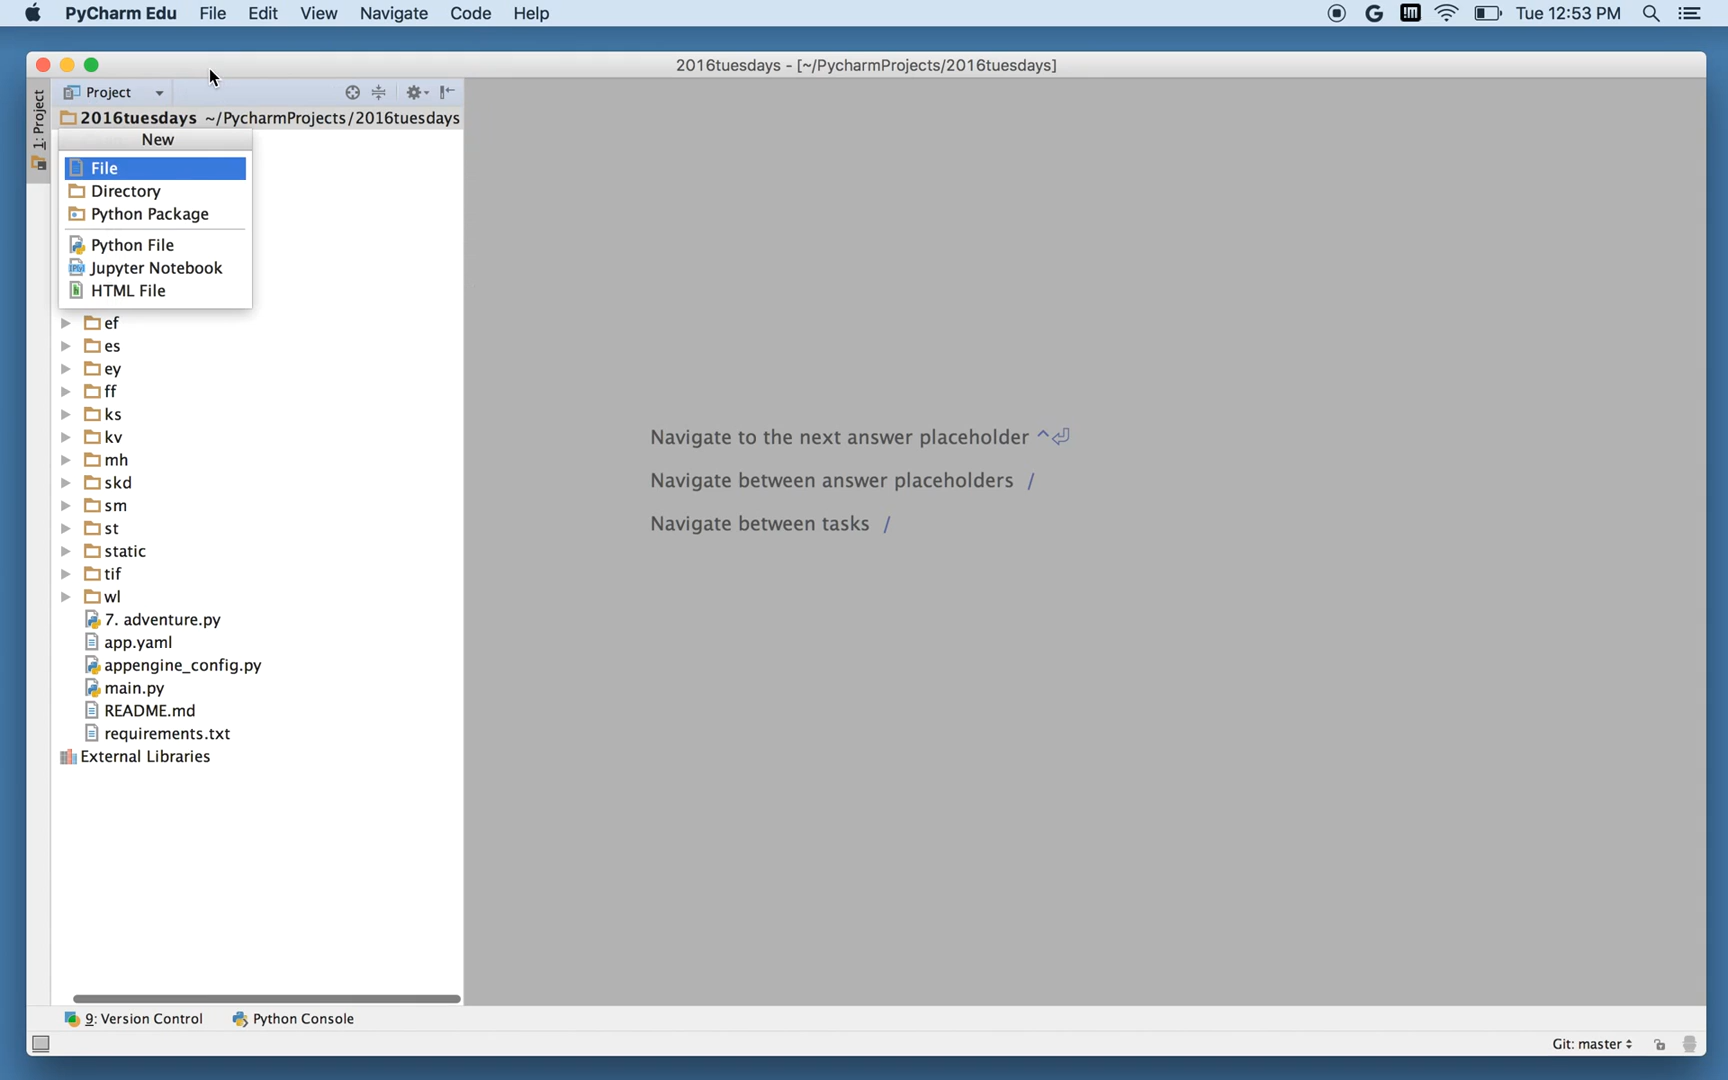 PyCharm Edu File Edit View Navigate Code Help Tue 12:53 PM
2016tuesdays - [~/PycharmProjects/2016tuesdays]
1: Project
Project
2016tuesdays ~/PycharmProjects/2016tuesdays
New
File
Directory
Python Package
Python File
Jupyter Notebook
HTML File
ef
es
ey
ff
ks
kv
mh
skd
sm
st
static
tif
wl
7. adventure.py
app.yaml
appengine_config.py
main.py
README.md
requirements.txt
External Libraries
Navigate to the next answer placeholder ^⏎
Navigate between answer placeholders /
Navigate between tasks /
9: Version Control Python Console
Git: master